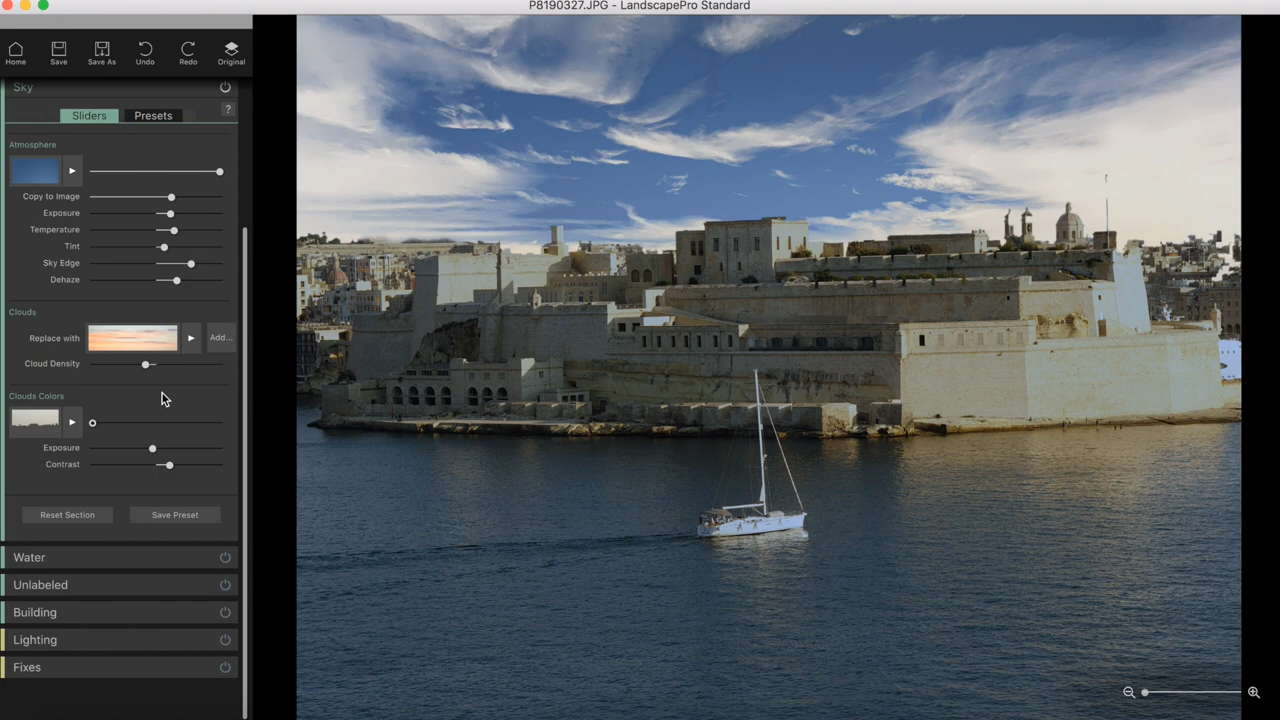 P8190327.JPG - LandscapePro Standard
Home Save Save As Undo Redo Original
Sky
?
Sliders Presets
Atmosphere
Copy to Image
Exposure
Temperature
Tint
Sky Edge
Dehaze
Clouds
Replace with Add...
Cloud Density
Clouds Colors
Exposure
Contrast
Reset Section Save Preset
Water
Unlabeled
Building
Lighting
Fixes